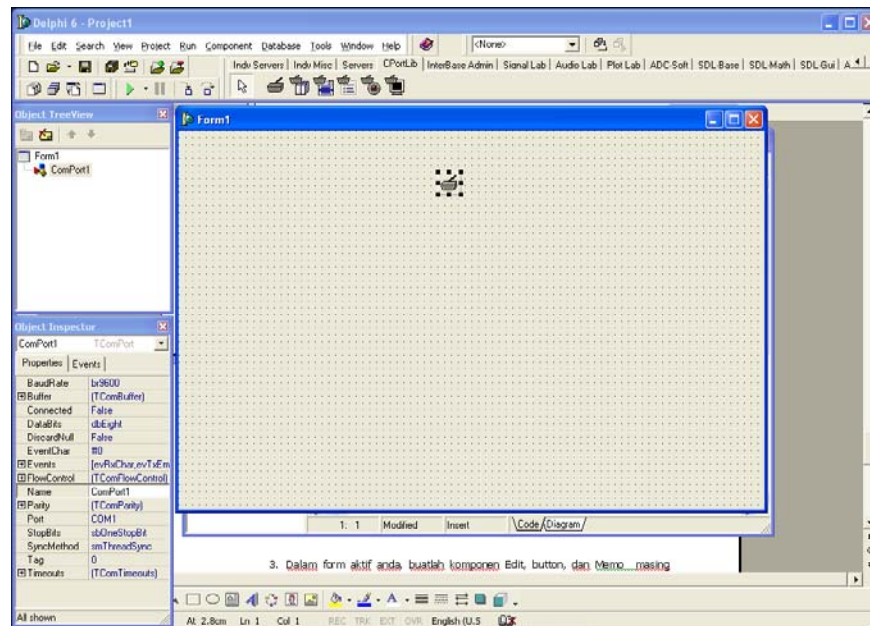 Delphi 6 - Project1
File Edit Search View Project Run Component Database Tools Window Help <None>
Indy Servers Indy Misc Servers CPortLib InterBase Admin Signal Lab Audio Lab Plot Lab ADC-Soft SDL-Base SDL-Math SDL Gui A
Object TreeView
Form1
ComPort1
Form1
Object Inspector
ComPort1 TComPort
Properties Events
BaudRate br9600
Buffer (TComBuffer)
Connected False
DataBits dbEight
DiscardNull False
EventChar #0
Events [evRxChar,evTxEm
FlowControl (TComFlowControl)
Name ComPort1
Parity (TComParity)
Port COM1
StopBits sbOneStopBit
SyncMethod smThreadSync
Tag 0
Timeouts (TComTimeouts)
All shown
1: 1 Modified Insert Code Diagram
3. Dalam form aktif anda, buatlah komponen Edit, button, dan Memo masing
At 2.8cm Ln 1 Col 1 REC TRK EXT OVR English (U.S